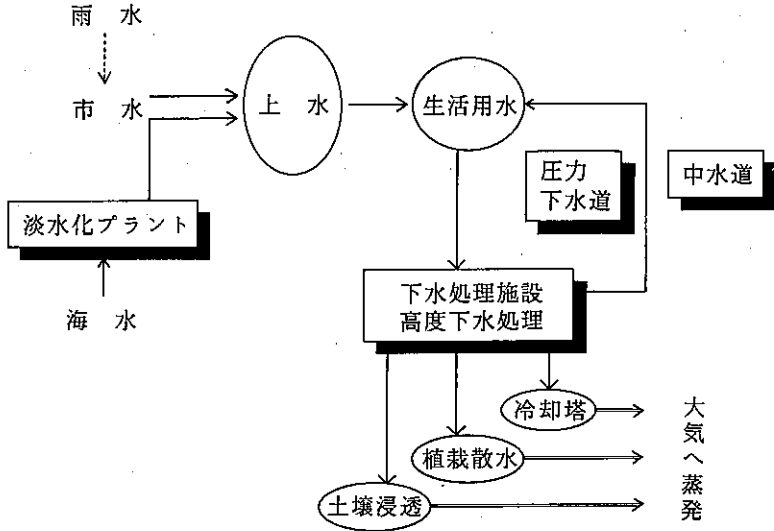 雨 水
市 水
上 水
生活用水
圧力
下水道
中水道
淡水化プラント
下水処理施設
高度下水処理
海 水
冷却塔
植栽散水
土壌浸透
大気へ蒸発